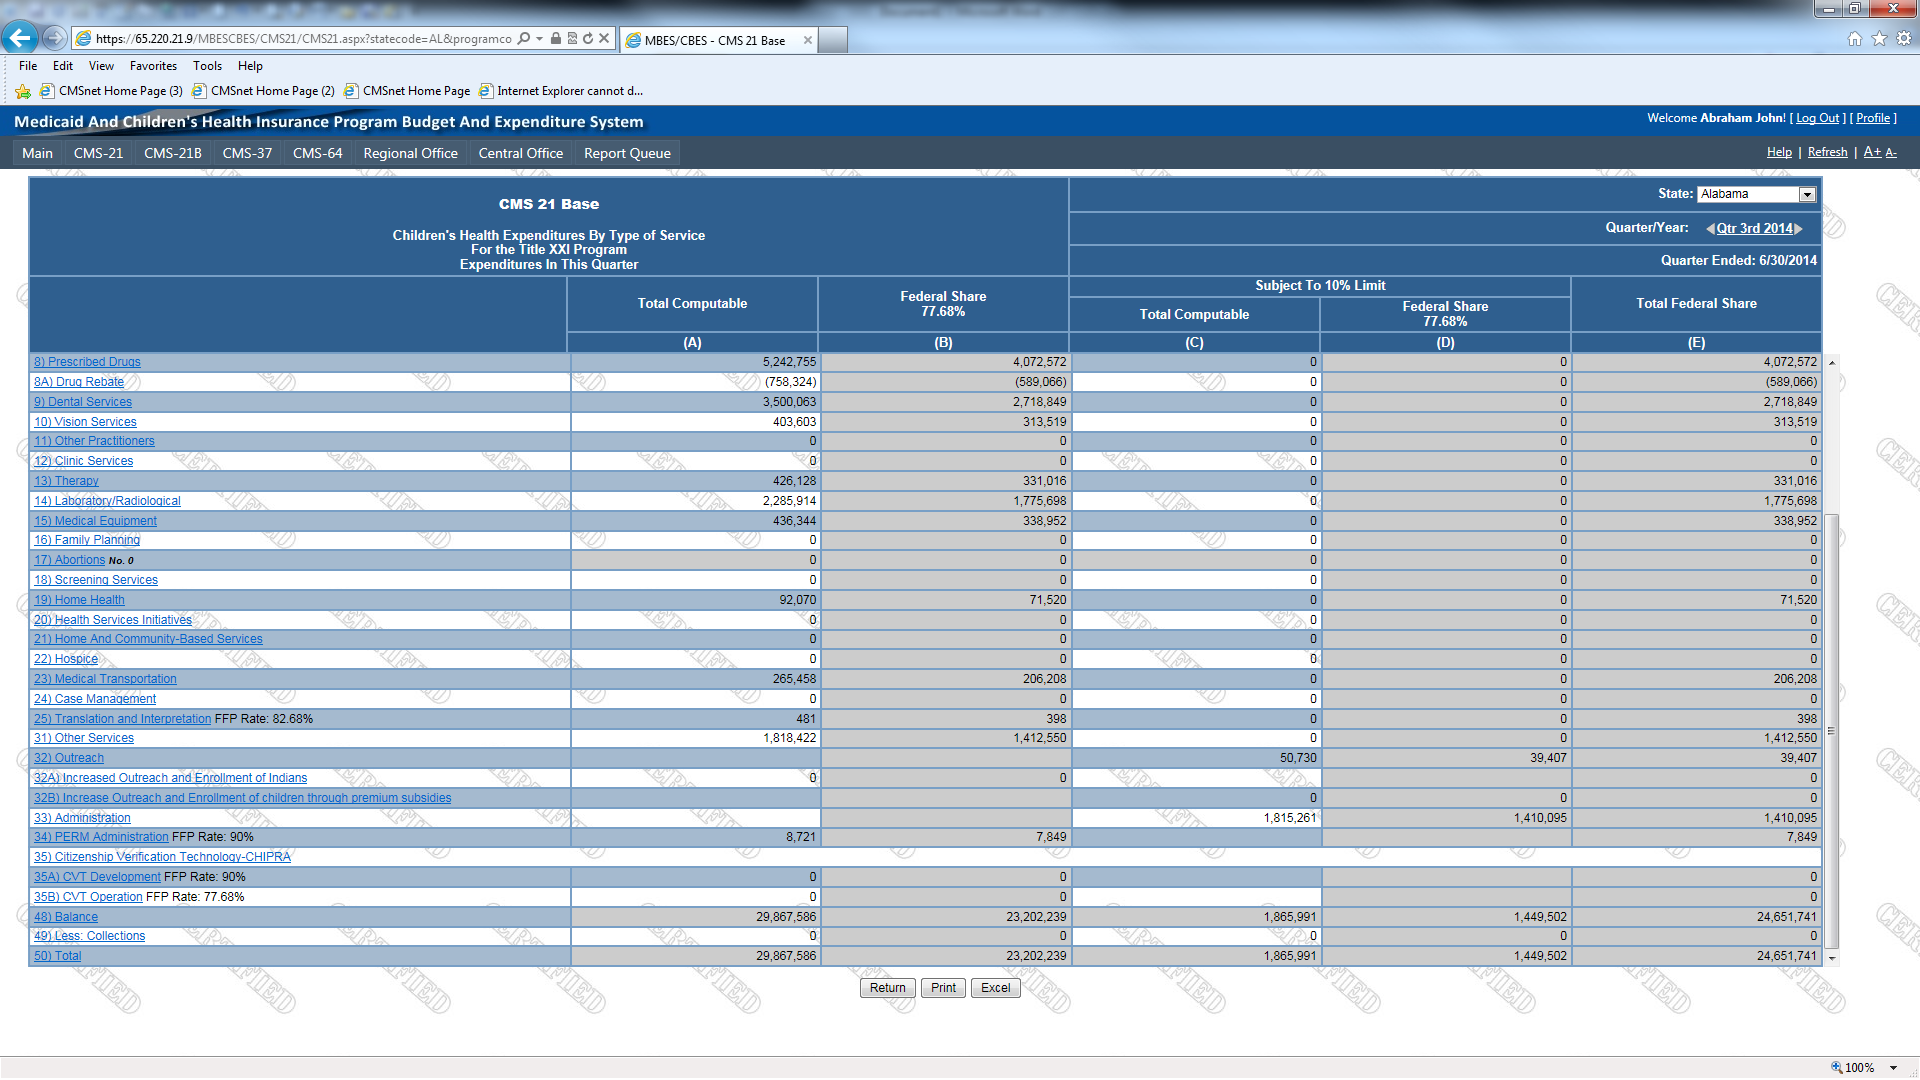 https://65.220.21.9/MBESCBES/CMS21/CMS21.aspx?statecode=AL&programco
MBES/CBES - CMS 21 Base
File Edit View Favorites Tools Help
CMSnet Home Page (3) CMSnet Home Page (2) CMSnet Home Page Internet Explorer cannot d...
Medicaid And Children's Health Insurance Program Budget And Expenditure System
Welcome Abraham John! [ Log Out ] [ Profile ]
Main CMS-21 CMS-21B CMS-37 CMS-64 Regional Office Central Office Report Queue
Help | Refresh | A+ A-
CMS 21 Base
Children's Health Expenditures By Type of Service
For the Title XXI Program
Expenditures In This Quarter
State: Alabama
Quarter/Year: Qtr 3rd 2014
Quarter Ended: 6/30/2014
Total Computable
Federal Share
77.68%
Subject To 10% Limit
Total Computable
Federal Share
77.68%
Total Federal Share
(A) (B) (C) (D) (E)
8) Prescribed Drugs 5,242,755 4,072,572 0 0 4,072,572
8A) Drug Rebate (758,324) (589,066) 0 0 (589,066)
9) Dental Services 3,500,063 2,718,849 0 0 2,718,849
10) Vision Services 403,603 313,519 0 0 313,519
11) Other Practitioners 0 0 0 0 0
12) Clinic Services 0 0 0 0 0
13) Therapy 426,128 331,016 0 0 331,016
14) Laboratory/Radiological 2,285,914 1,775,698 0 0 1,775,698
15) Medical Equipment 436,344 338,952 0 0 338,952
16) Family Planning 0 0 0 0 0
17) Abortions No. 0 0 0 0 0 0
18) Screening Services 0 0 0 0 0
19) Home Health 92,070 71,520 0 0 71,520
20) Health Services Initiatives 0 0 0 0 0
21) Home And Community-Based Services 0 0 0 0 0
22) Hospice 0 0 0 0 0
23) Medical Transportation 265,458 206,208 0 0 206,208
24) Case Management 0 0 0 0 0
25) Translation and Interpretation FFP Rate: 82.68% 481 398 0 0 398
31) Other Services 1,818,422 1,412,550 0 0 1,412,550
32) Outreach 50,730 39,407 39,407
32A) Increased Outreach and Enrollment of Indians 0 0 0
32B) Increase Outreach and Enrollment of children through premium subsidies 0 0 0
33) Administration 1,815,261 1,410,095 1,410,095
34) PERM Administration FFP Rate: 90% 8,721 7,849 7,849
35) Citizenship Verification Technology-CHIPRA
35A) CVT Development FFP Rate: 90% 0 0 0
35B) CVT Operation FFP Rate: 77.68% 0 0 0
48) Balance 29,867,586 23,202,239 1,865,991 1,449,502 24,651,741
49) Less: Collections 0 0 0 0 0
50) Total 29,867,586 23,202,239 1,865,991 1,449,502 24,651,741
Return Print Excel
100%